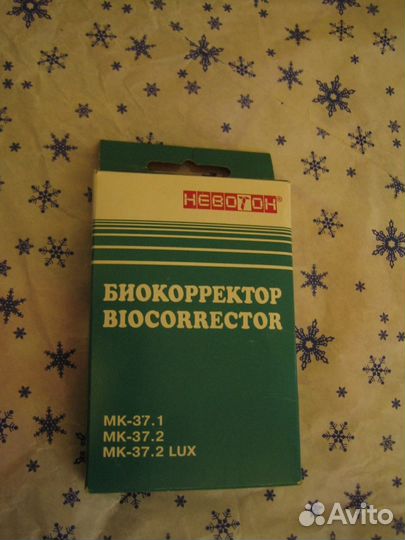 НЕВОТОН®
БИОКОРРЕКТОР
BIOCORRECTOR
МК-37.1
МК-37.2
МК-37.2 LUX
Avito